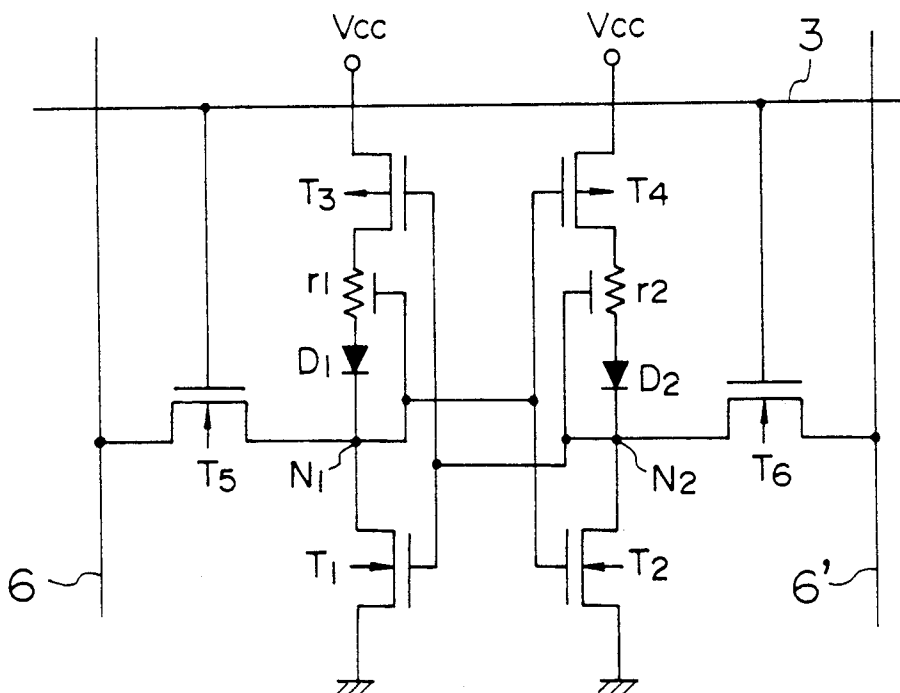 Vcc Vcc
3
T3 T4
r1 r2
D1 D2
T5 N1 N2 T6
T1 T2
6 6'